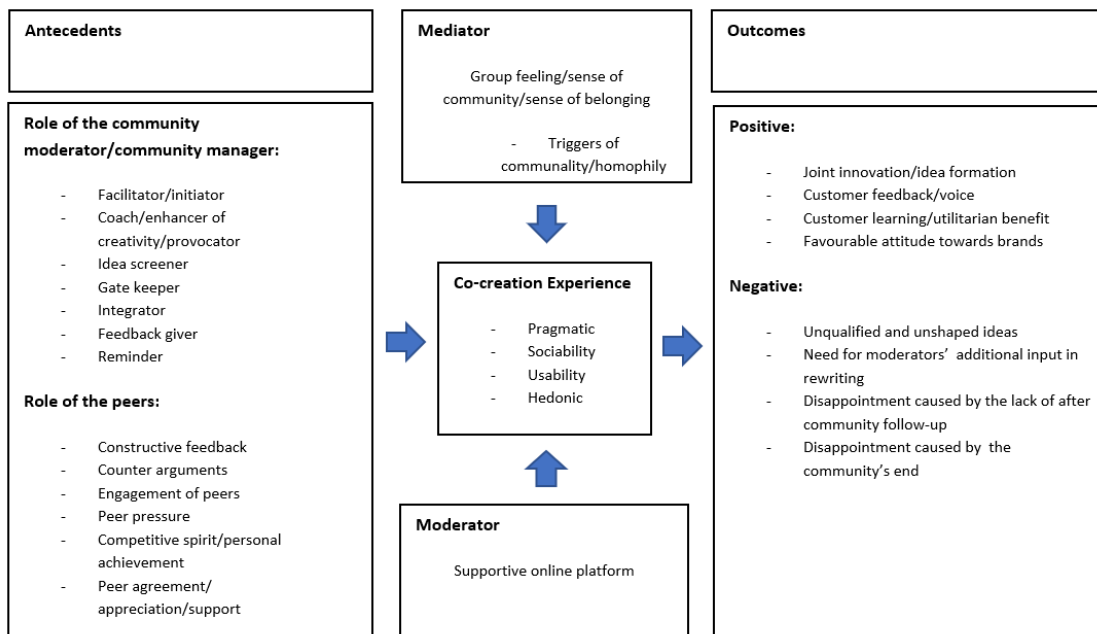 Antecedents
Role of the community
moderator/community manager:
- Facilitator/initiator
- Coach/enhancer of
creativity/provocator
- Idea screener
- Gate keeper
- Integrator
- Feedback giver
- Reminder
Role of the peers:
- Constructive feedback
- Counter arguments
- Engagement of peers
- Peer pressure
- Competitive spirit/personal
achievement
- Peer agreement/
appreciation/support
Mediator
Group feeling/sense of
community/sense of belonging
- Triggers of
communality/homophily
Co-creation Experience
- Pragmatic
- Sociability
- Usability
- Hedonic
Moderator
Supportive online platform
Outcomes
Positive:
- Joint innovation/idea formation
- Customer feedback/voice
- Customer learning/utilitarian benefit
- Favourable attitude towards brands
Negative:
- Unqualified and unshaped ideas
- Need for moderators’ additional input in
rewriting
- Disappointment caused by the lack of after
community follow-up
- Disappointment caused by the
community’s end